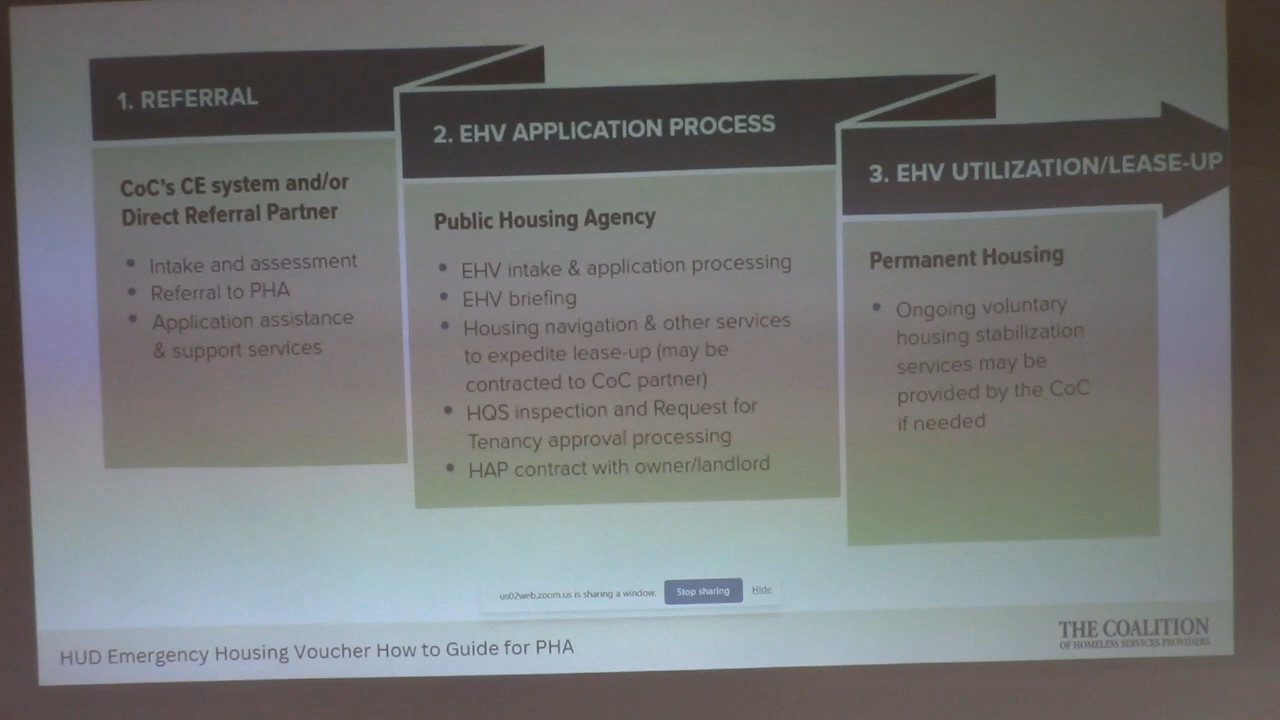 1. REFERRAL
CoC's CE system and/or
Direct Referral Partner
• Intake and assessment
• Referral to PHA
• Application assistance
& support services
2. EHV APPLICATION PROCESS
Public Housing Agency
• EHV intake & application processing
• EHV briefing
• Housing navigation & other services
to expedite lease-up (may be
contracted to CoC partner)
• HQS inspection and Request for
Tenancy approval processing
• HAP contract with owner/landlord
3. EHV UTILIZATION/LEASE-UP
Permanent Housing
• Ongoing voluntary
housing stabilization
services may be
provided by the CoC
if needed
us02web.zoom.us is sharing a window.
Stop sharing
Hide
HUD Emergency Housing Voucher How to Guide for PHA
THE COALITION
OF HOMELESS SERVICES PROVIDERS